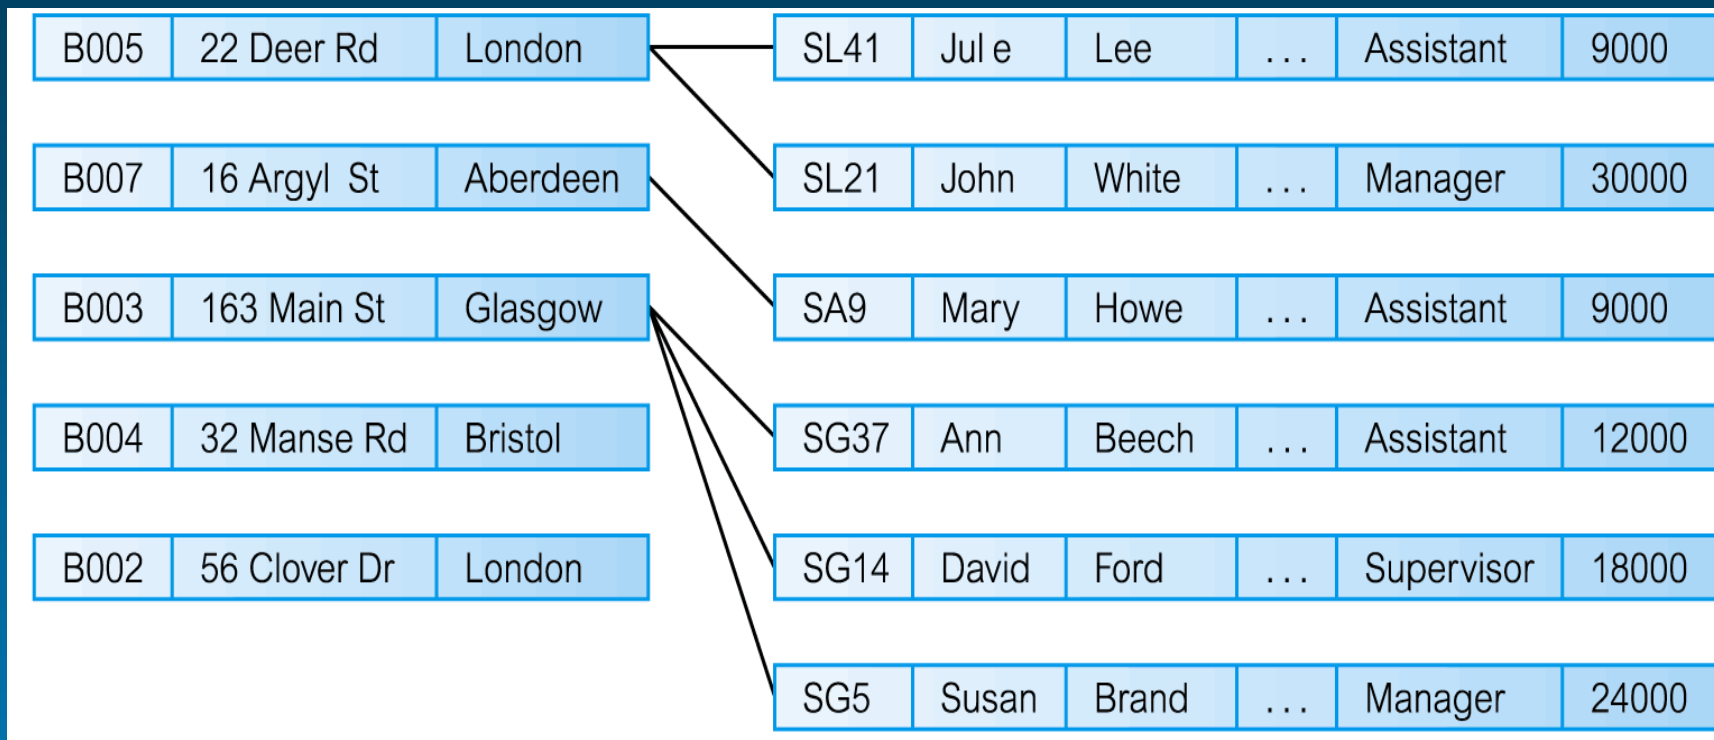 B005 22 Deer Rd London SL41 Jul e Lee ... Assistant 9000
B007 16 Argyl St Aberdeen SL21 John White ... Manager 30000
B003 163 Main St Glasgow SA9 Mary Howe ... Assistant 9000
B004 32 Manse Rd Bristol SG37 Ann Beech ... Assistant 12000
B002 56 Clover Dr London SG14 David Ford ... Supervisor 18000
SG5 Susan Brand ... Manager 24000